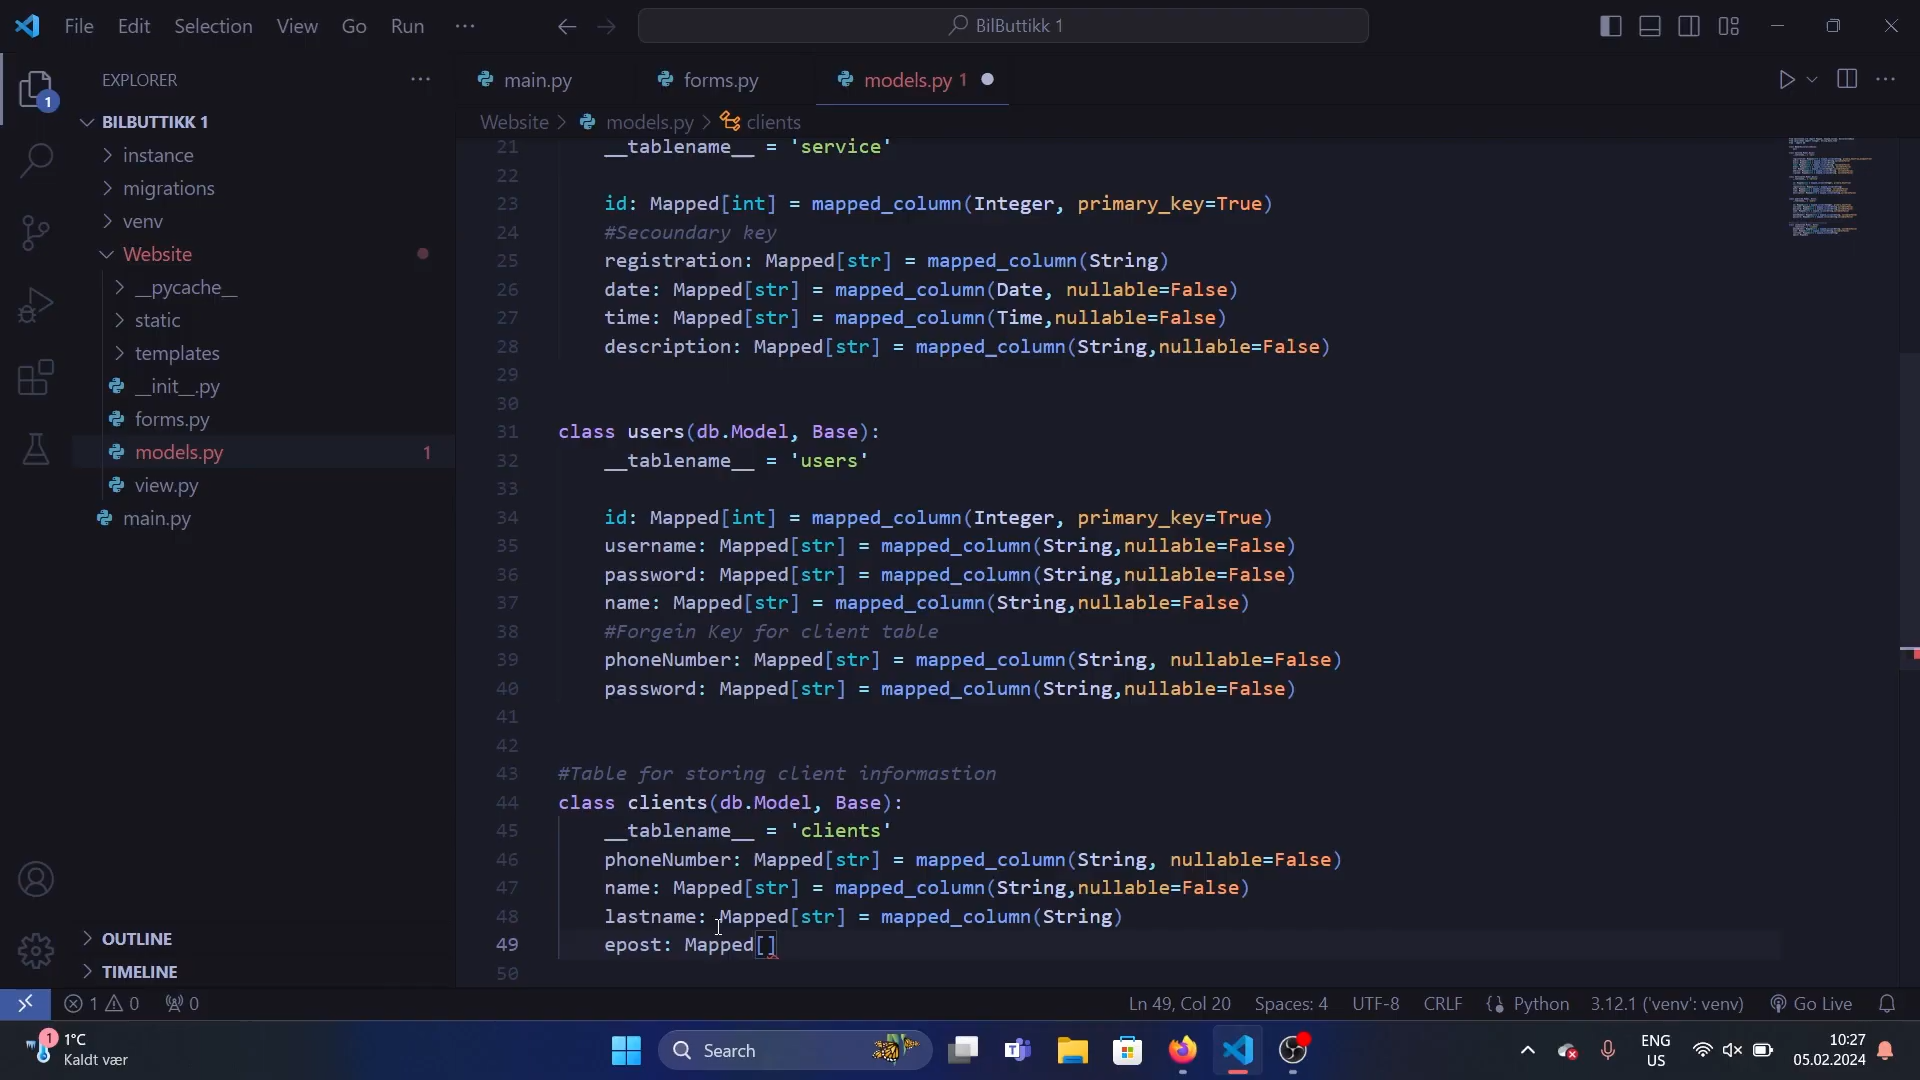 File Edit Selection View Go Run ···
BilButtikk 1
EXPLORER ···
main.py forms.py models.py 1
1
BILBUTTIKK 1
Website > models.py > clients
instance
migrations
venv
Website
__pycache__
static
templates
__init__.py
forms.py
models.py 1
view.py
main.py
OUTLINE
TIMELINE
21 __tablename__ = 'service'
22
23 id: Mapped[int] = mapped_column(Integer, primary_key=True)
24 #Secoundary key
25 registration: Mapped[str] = mapped_column(String)
26 date: Mapped[str] = mapped_column(Date, nullable=False)
27 time: Mapped[str] = mapped_column(Time,nullable=False)
28 description: Mapped[str] = mapped_column(String,nullable=False)
29
30
31 class users(db.Model, Base):
32 __tablename__ = 'users'
33
34 id: Mapped[int] = mapped_column(Integer, primary_key=True)
35 username: Mapped[str] = mapped_column(String,nullable=False)
36 password: Mapped[str] = mapped_column(String,nullable=False)
37 name: Mapped[str] = mapped_column(String,nullable=False)
38 #Forgein Key for client table
39 phoneNumber: Mapped[str] = mapped_column(String, nullable=False)
40 password: Mapped[str] = mapped_column(String,nullable=False)
41
42
43 #Table for storing client informastion
44 class clients(db.Model, Base):
45 __tablename__ = 'clients'
46 phoneNumber: Mapped[str] = mapped_column(String, nullable=False)
47 name: Mapped[str] = mapped_column(String,nullable=False)
48 lastname: Mapped[str] = mapped_column(String)
49 epost: Mapped[]
50
1 0 0 Ln 49, Col 20 Spaces: 4 UTF-8 CRLF Python 3.12.1 ('venv': venv) Go Live
1 1°C
Kaldt vær
Search
ENG
US
10:27
05.02.2024